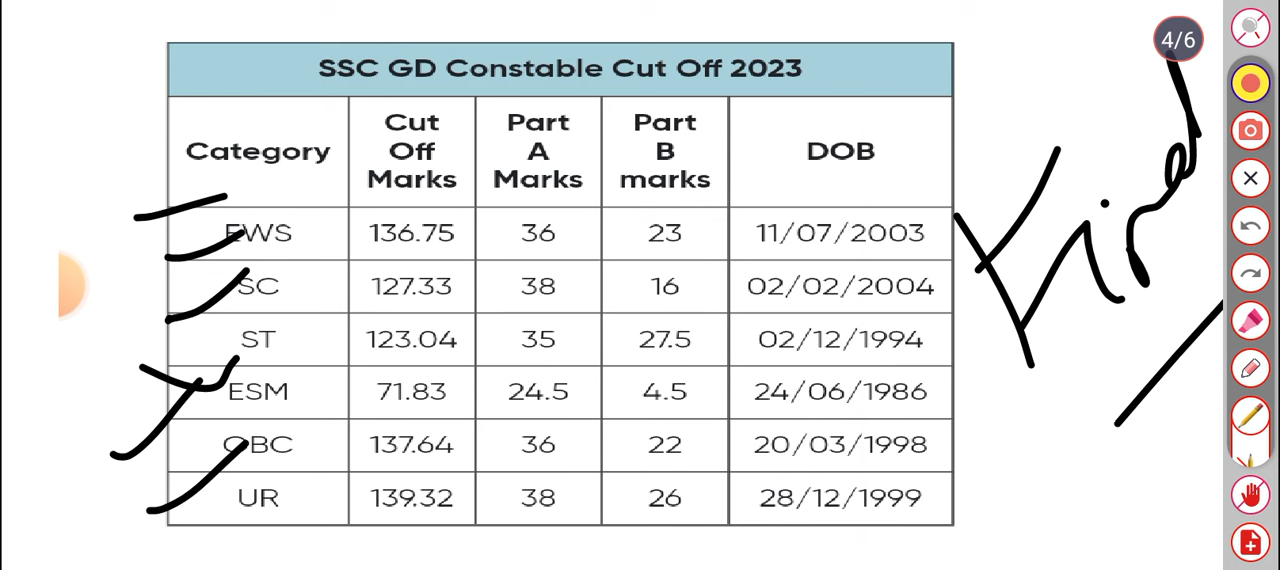 4/6
SSC GD Constable Cut Off 2023
Category Cut Off Marks Part A Marks Part B marks DOB
EWS 136.75 36 23 11/07/2003
SC 127.33 38 16 02/02/2004
ST 123.04 35 27.5 02/12/1994
ESM 71.83 24.5 4.5 24/06/1986
OBC 137.64 36 22 20/03/1998
UR 139.32 38 26 28/12/1999
Final